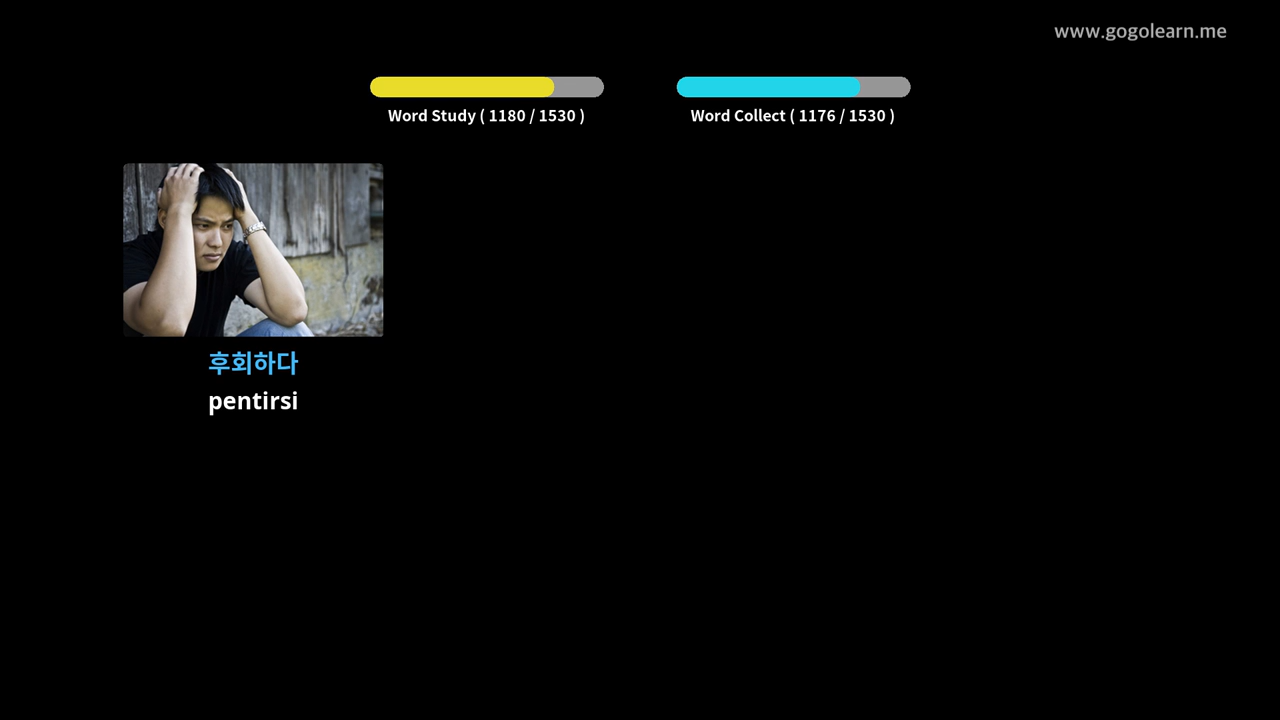 www.gogolearn.me
Word Study ( 1180 / 1530 )
Word Collect ( 1176 / 1530 )
후회하다
pentirsi